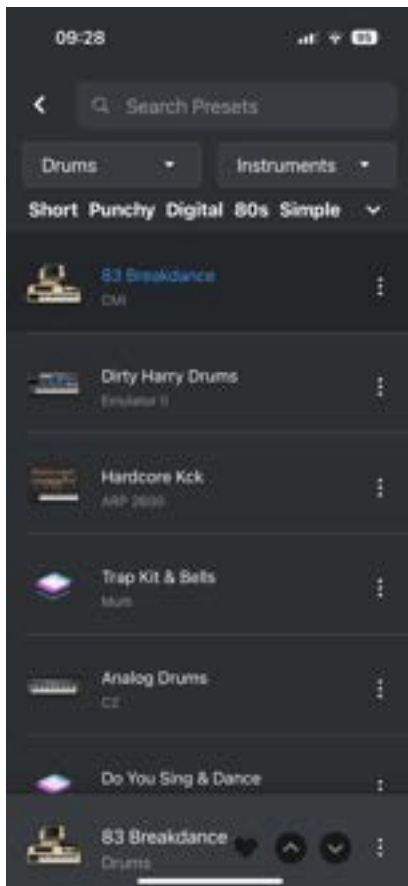 09:28
95
Search Presets
Drums
Instruments
Short Punchy Digital 80s Simple
83 Breakdance
CMI
Dirty Harry Drums
Emulator II
Hardcore Kck
ARP 2600
Trap Kit & Bells
Multi
Analog Drums
CZ
Do You Sing & Dance
83 Breakdance
Drums